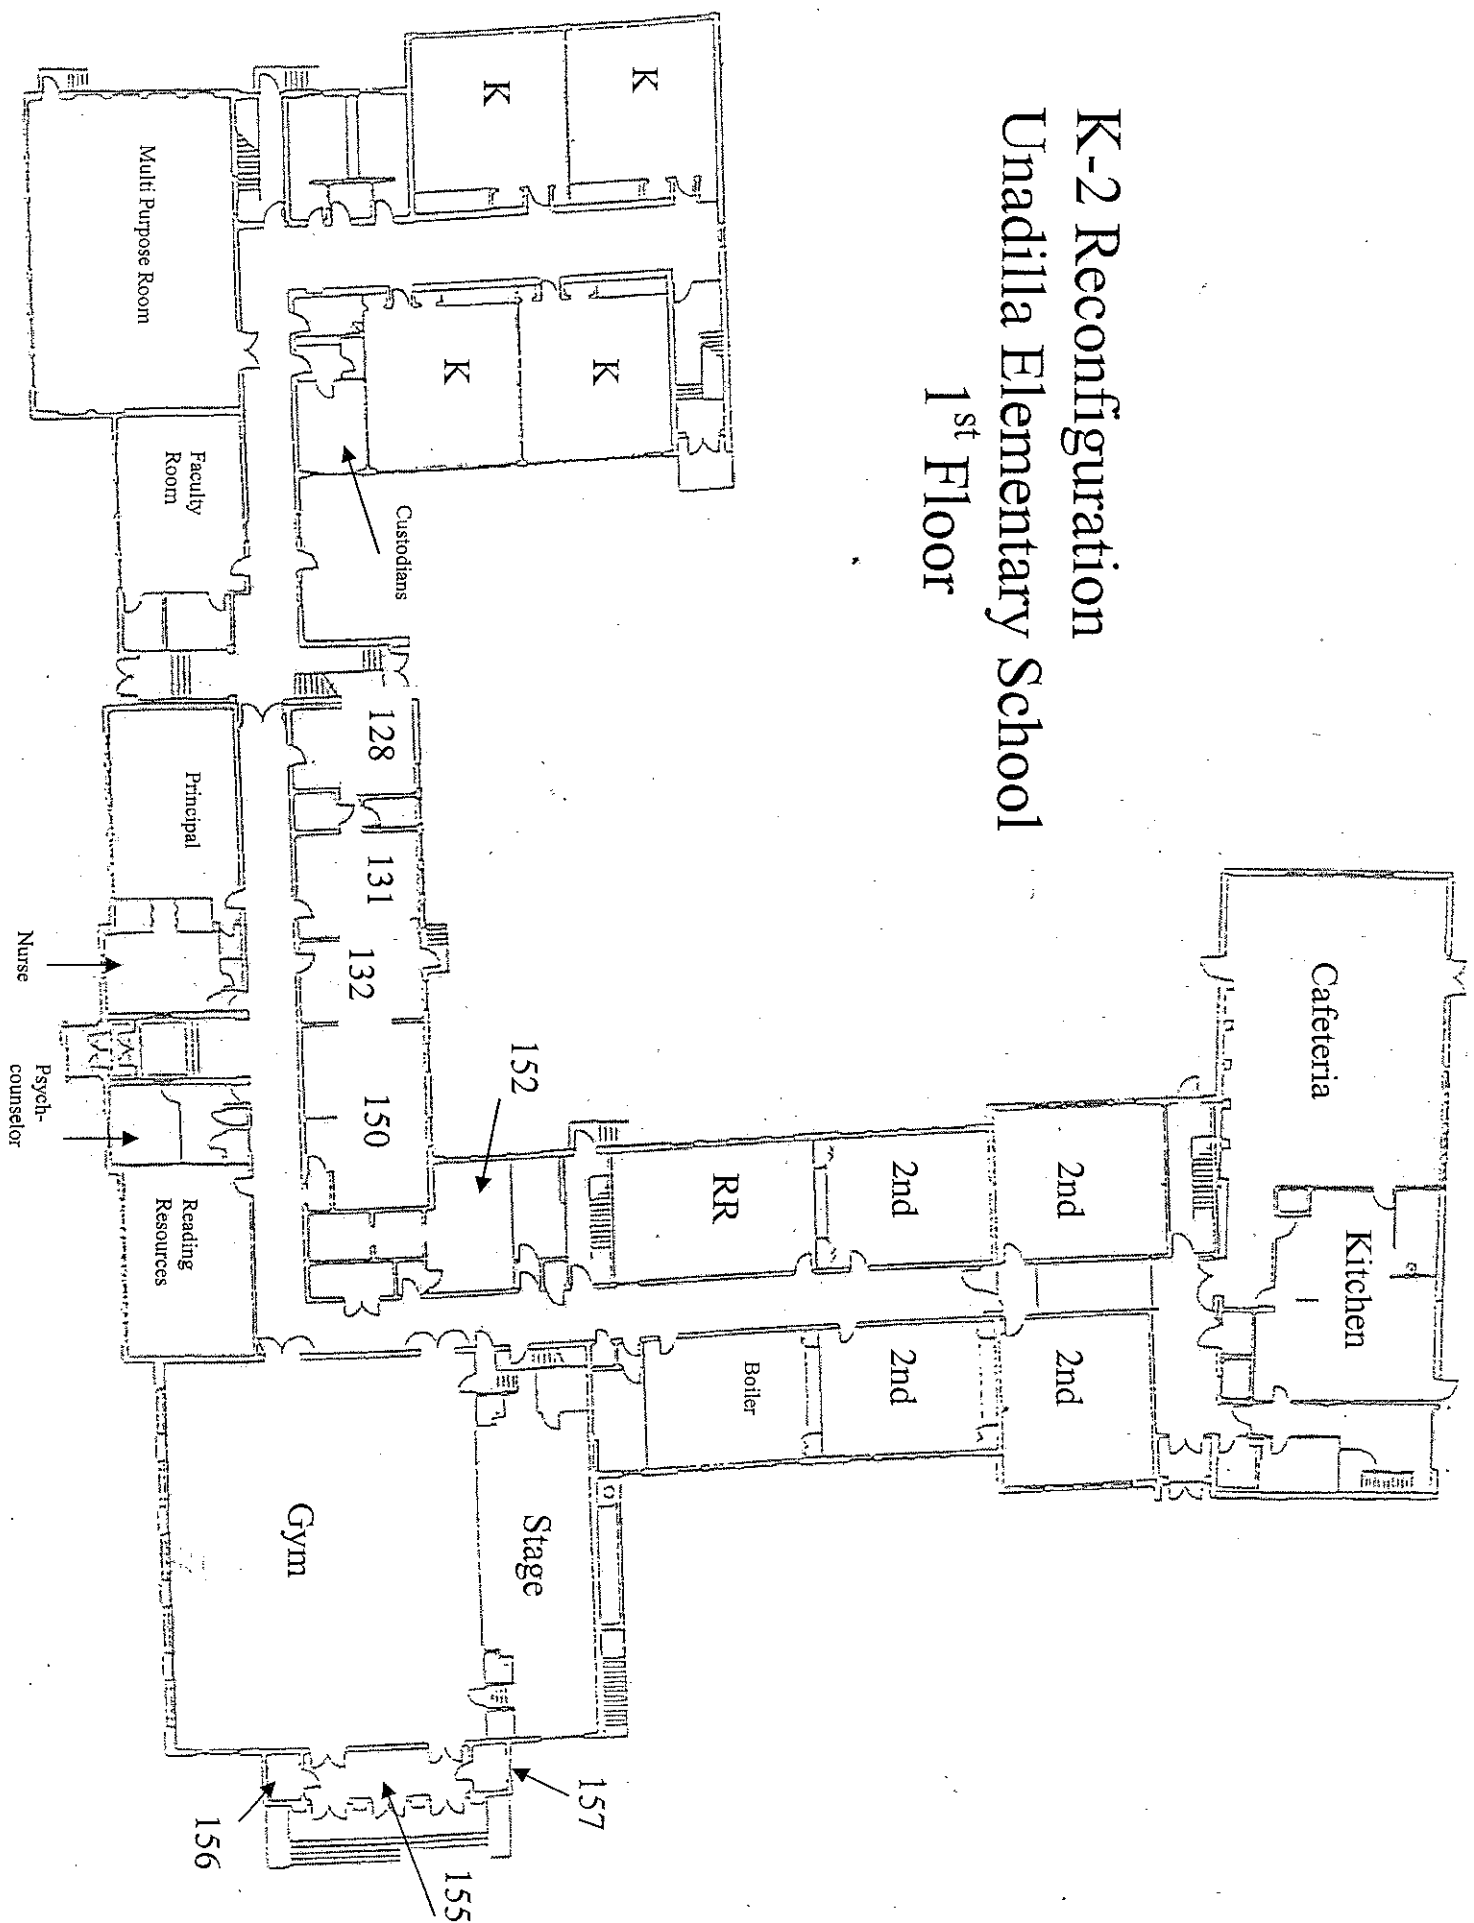 K-2 Reconfiguration
Unadilla Elementary School
1st Floor
K
K
K
K
Multi Purpose Room
Custodians
Faculty
Room
128
131
132
150
152
Principal
Nurse
Psych-
counselor
Reading
Resources
Cafeteria
Kitchen
2nd
2nd
RR
2nd
2nd
Boiler
Stage
Gym
157
156
155